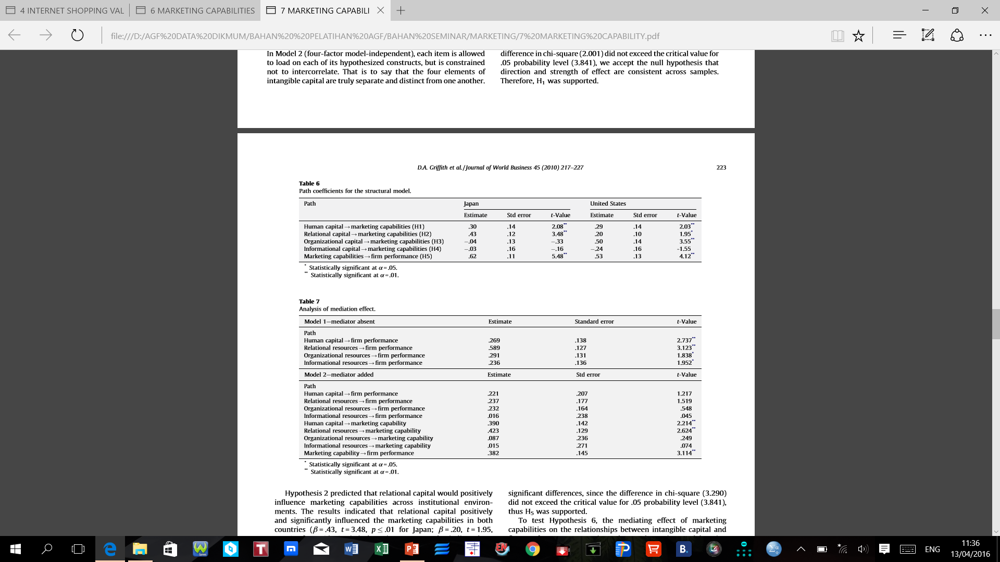 4 INTERNET SHOPPING VAL
6 MARKETING CAPABILITIES
7 MARKETING CAPABILI
file:///D:/AGF%20DATA%20DIKMUM/BAHAN%20%20PELATIHAN%20AGF/BAHAN%20SEMINAR/MARKETING/7%20MARKETING%20CAPABILITY.pdf
In Model 2 (four-factor model-independent), each item is allowed
to load on each of its hypothesized constructs, but is constrained
not to intercorrelate. That is to say that the four elements of
intangible capital are truly separate and distinct from one another.
difference in chi-square (2.001) did not exceed the critical value for
.05 probability level (3.841), we accept the null hypothesis that
direction and strength of effect are consistent across samples.
Therefore, H1 was supported.
D.A. Griffith et al. / Journal of World Business 45 (2010) 217–227 223
Table 6
Path coefficients for the structural model.
Path Japan United States
Estimate Std error t-Value Estimate Std error t-Value
Human capital → marketing capabilities (H1) .30 .14 2.08** .29 .14 2.03**
Relational capital → marketing capabilities (H2) .43 .12 3.48** .20 .10 1.95*
Organizational capital → marketing capabilities (H3) −.04 .13 −.33 .50 .14 3.55**
Informational capital → marketing capabilities (H4) −.03 .16 −.16 −.24 .16 -1.55
Marketing capabilities → firm performance (H5) .62 .11 5.48** .53 .13 4.12**
* Statistically significant at α = .05.
** Statistically significant at α = .01.
Table 7
Analysis of mediation effect.
Model 1—mediator absent Estimate Standard error t-Value
Path
Human capital → firm performance .269 .138 2.737**
Relational resources → firm performance .589 .127 3.123**
Organizational resources → firm performance .291 .131 1.838*
Informational resources → firm performance .236 .136 1.952*
Model 2—mediator added Estimate Std error t-Value
Path
Human capital → firm performance .221 .207 1.217
Relational resources → firm performance .237 .177 1.519
Organizational resources → firm performance .232 .164 .548
Informational resources → firm performance .016 .238 .045
Human capital → marketing capability .390 .142 2.214**
Relational resources → marketing capability .423 .129 2.624**
Organizational resources → marketing capability .087 .236 .249
Informational resources → marketing capability .015 .271 .074
Marketing capability → firm performance .382 .145 3.114**
* Statistically significant at α = .05.
** Statistically significant at α = .01.
Hypothesis 2 predicted that relational capital would positively
influence marketing capabilities across institutional environ-
ments. The results indicated that relational capital positively
and significantly influenced the marketing capabilities in both
countries (β = .43, t = 3.48, p ≤ .01 for Japan; β = .20, t = 1.95,
significant differences, since the difference in chi-square (3.290)
did not exceed the critical value for .05 probability level (3.841),
thus H5 was supported.
To test Hypothesis 6, the mediating effect of marketing
capabilities on the relationships between intangible capital and
ENG
11:36
13/04/2016